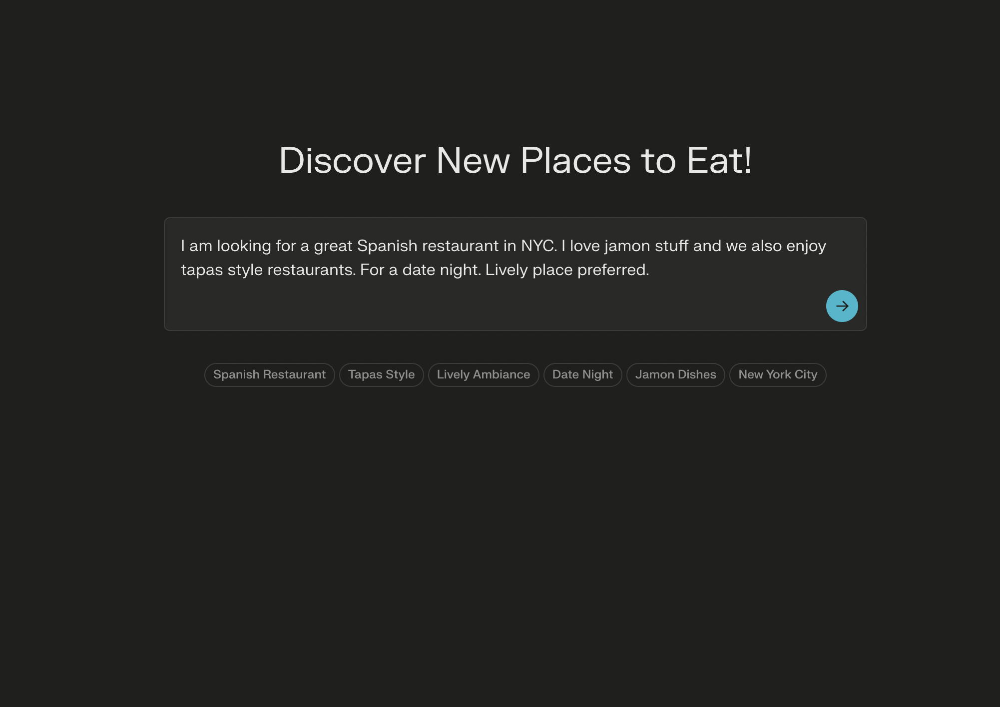 Discover New Places to Eat!
I am looking for a great Spanish restaurant in NYC. I love jamon stuff and we also enjoy
tapas style restaurants. For a date night. Lively place preferred.
Spanish Restaurant Tapas Style Lively Ambiance Date Night Jamon Dishes New York City